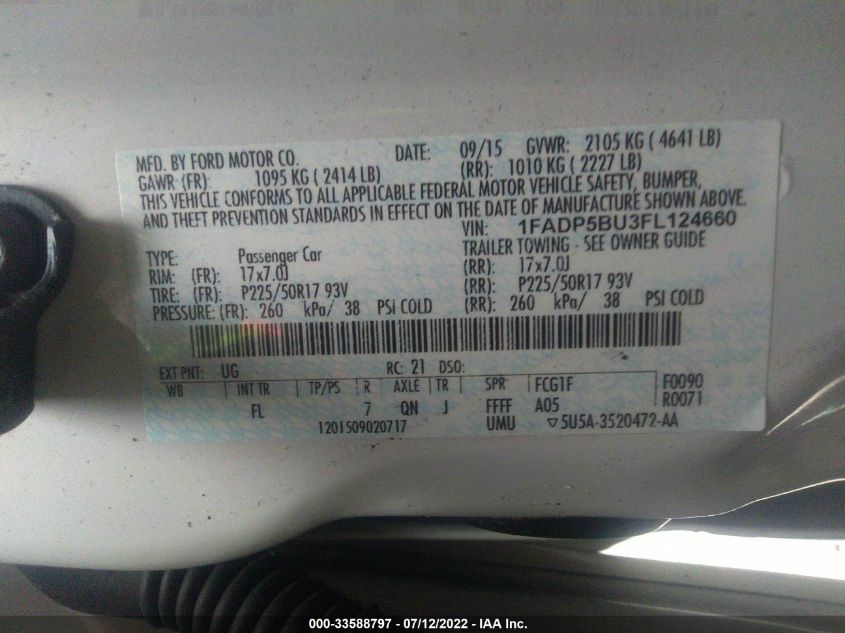 MFD. BY FORD MOTOR CO. DATE: 09/15 GVWR: 2105 KG ( 4641 LB)
GAWR (FR): 1095 KG ( 2414 LB) (RR): 1010 KG ( 2227 LB)
THIS VEHICLE CONFORMS TO ALL APPLICABLE FEDERAL MOTOR VEHICLE SAFETY, BUMPER,
AND THEFT PREVENTION STANDARDS IN EFFECT ON THE DATE OF MANUFACTURE SHOWN ABOVE.
VIN: 1FADP5BU3FL124660
TYPE: Passenger Car TRAILER TOWING - SEE OWNER GUIDE
RIM: (FR): 17x7.0J (RR): 17x7.0J
TIRE: (FR): P225/50R17 93V (RR): P225/50R17 93V
PRESSURE: (FR): 260 kPa/ 38 PSI COLD (RR): 260 kPa/ 38 PSI COLD
EXT PNT: UG RC: 21 DSO:
WB INT TR TP/PS R AXLE TR SPR FCG1F F0090
FL 7 QN J FFFF A05 R0071
1201509020717 UMU ▽5U5A-3520472-AA
000-33588797 - 07/12/2022 - IAA Inc.